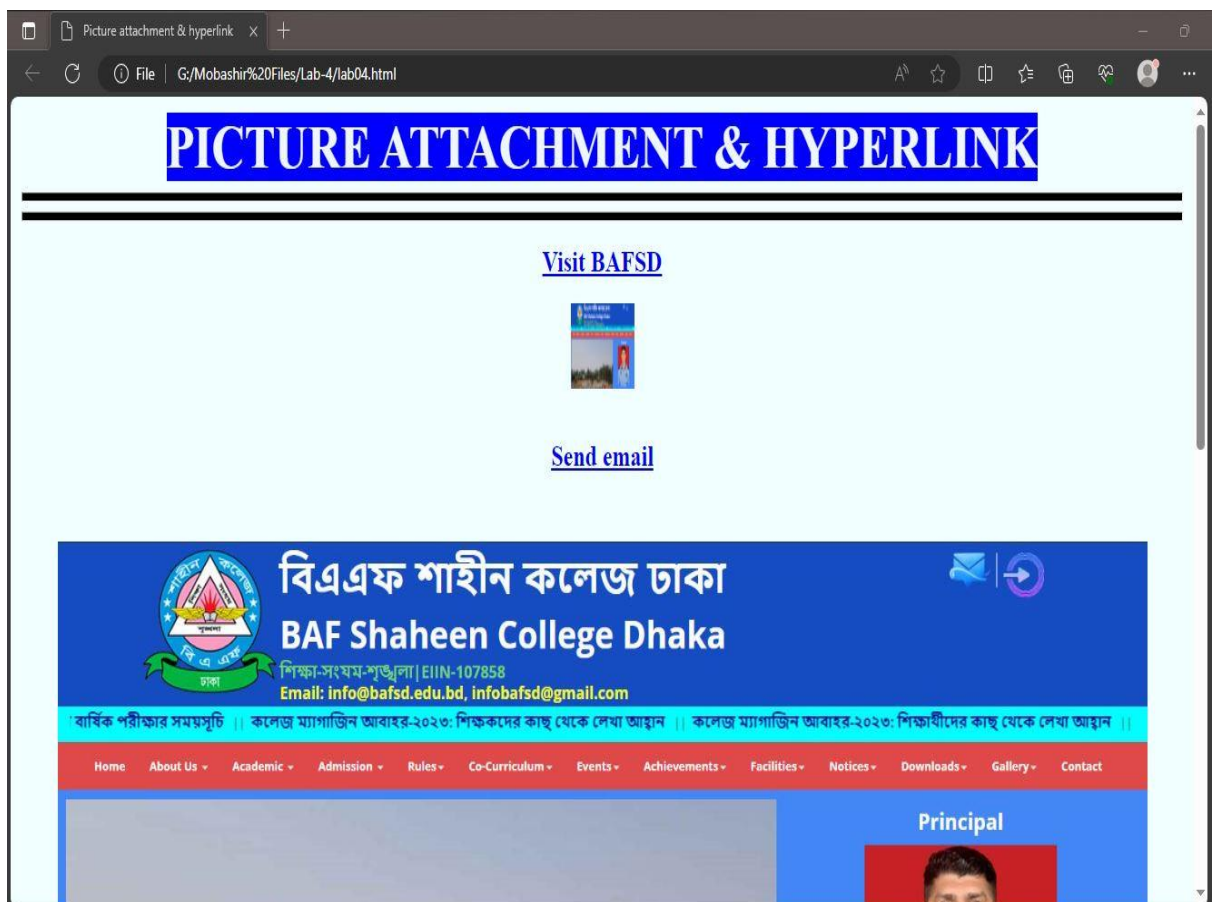 Picture attachment & hyperlink
File | G:/Mobashir%20Files/Lab-4/lab04.html
PICTURE ATTACHMENT & HYPERLINK
Visit BAFSD
Send email
বিএএফ শাহীন কলেজ ঢাকা
BAF Shaheen College Dhaka
শিক্ষা-সংযম-শৃঙ্খলা|EIIN-107858
Email: info@bafsd.edu.bd, infobafsd@gmail.com
বার্ষিক পরীক্ষার সময়সূচি || কলেজ ম্যাগাজিন আবাহর-২০২৩: শিক্ষকদের কাছ থেকে লেখা আহ্বান || কলেজ ম্যাগাজিন আবাহর-২০২৩: শিক্ষার্থীদের কাছ থেকে লেখা আহ্বান ||
Home About Us Academic Admission Rules Co-Curriculum Events Achievements Facilities Notices Downloads Gallery Contact
Principal